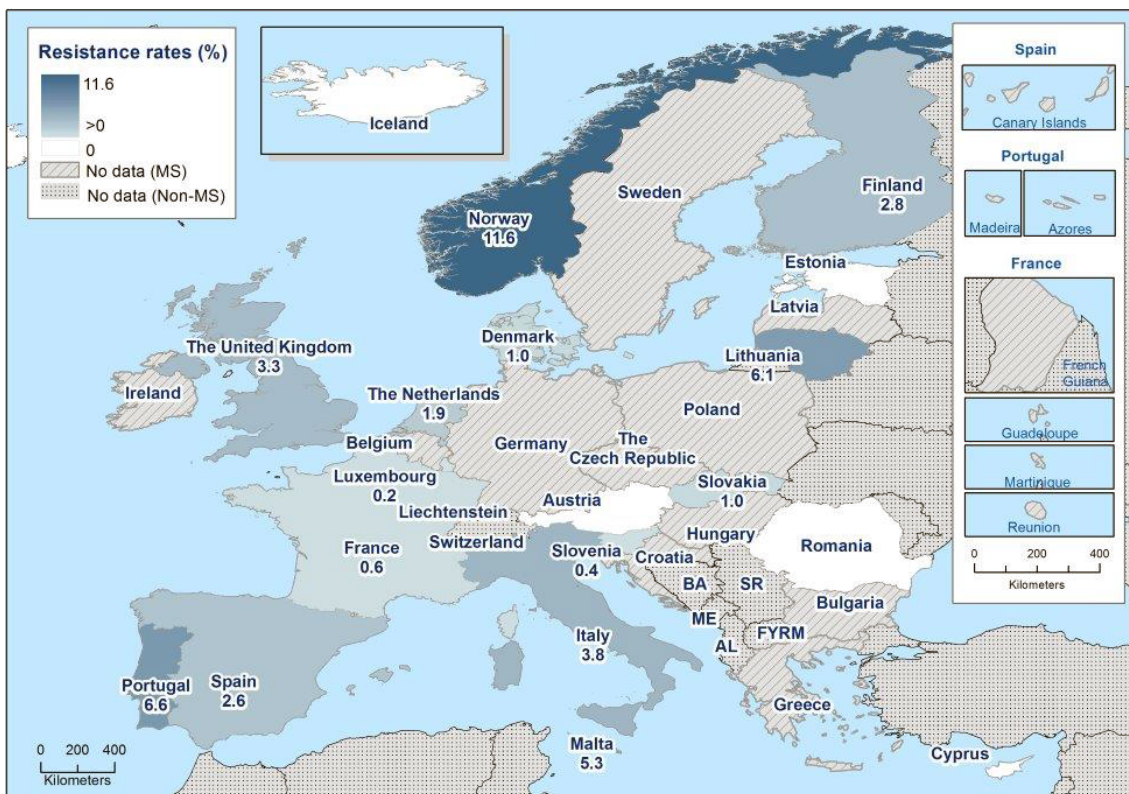 Resistance rates (%)
11.6
>0
0
No data (MS)
No data (Non-MS)
Iceland
Norway
11.6
Sweden
Finland
2.8
Estonia
Latvia
Lithuania
6.1
Denmark
1.0
The United Kingdom
3.3
Ireland
The Netherlands
1.9
Belgium
Germany
Poland
The
Czech Republic
Luxembourg
0.2
Slovakia
1.0
Austria
Liechtenstein
Switzerland
Hungary
Romania
France
0.6
Slovenia
0.4
Croatia
BA
SR
Bulgaria
ME
FYRM
AL
Italy
3.8
Portugal
6.6
Spain
2.6
Greece
Malta
5.3
Cyprus
0 200 400
Kilometers
Spain
Canary Islands
Portugal
Madeira
Azores
France
French
Guiana
Guadeloupe
Martinique
Reunion
0 200 400
Kilometers